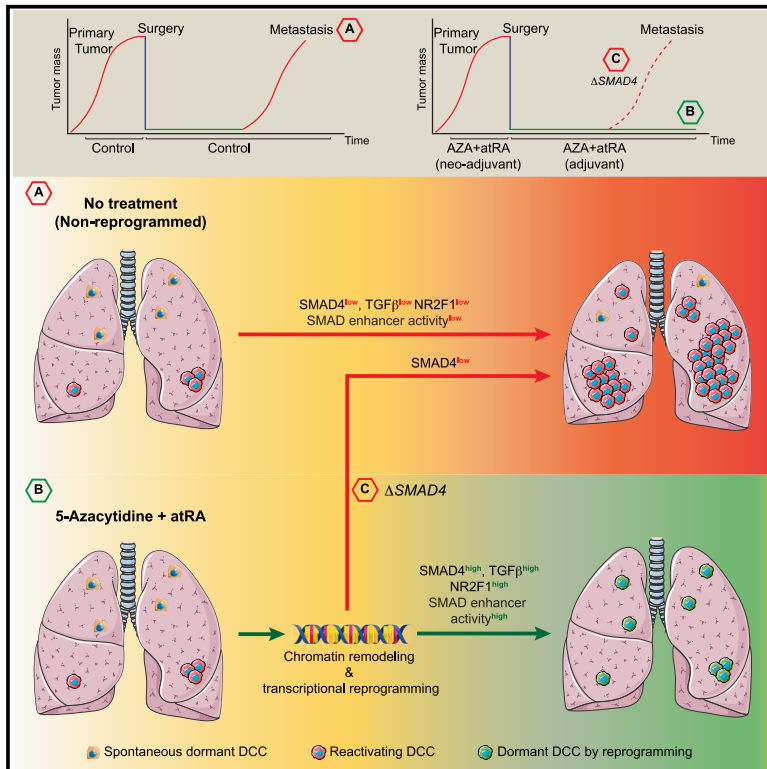 Primary
Tumor
Surgery
Metastasis
A
Tumor mass
Time
Control
Control
Primary
Tumor
Surgery
Metastasis
C
ΔSMAD4
B
Tumor mass
Time
AZA+atRA
(neo-adjuvant)
AZA+atRA
(adjuvant)
A
No treatment
(Non-reprogrammed)
SMAD4low, TGFβlow NR2F1low
SMAD enhancer activitylow
SMAD4low
B
5-Azacytidine + atRA
C
ΔSMAD4
SMAD4high, TGFβhigh
NR2F1high
SMAD enhancer
activityhigh
Chromatin remodeling
&
transcriptional reprogramming
Spontaneous dormant DCC
Reactivating DCC
Dormant DCC by reprogramming